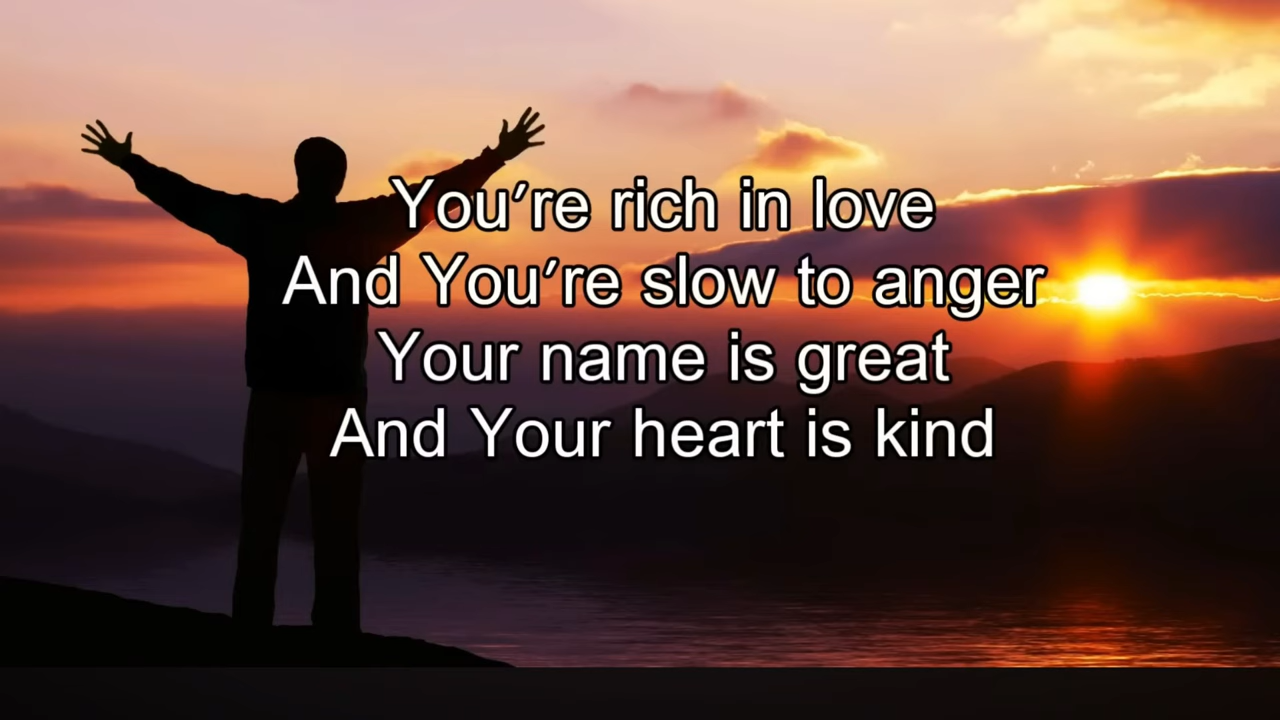 You're rich in love
And You're slow to anger
Your name is great
And Your heart is kind